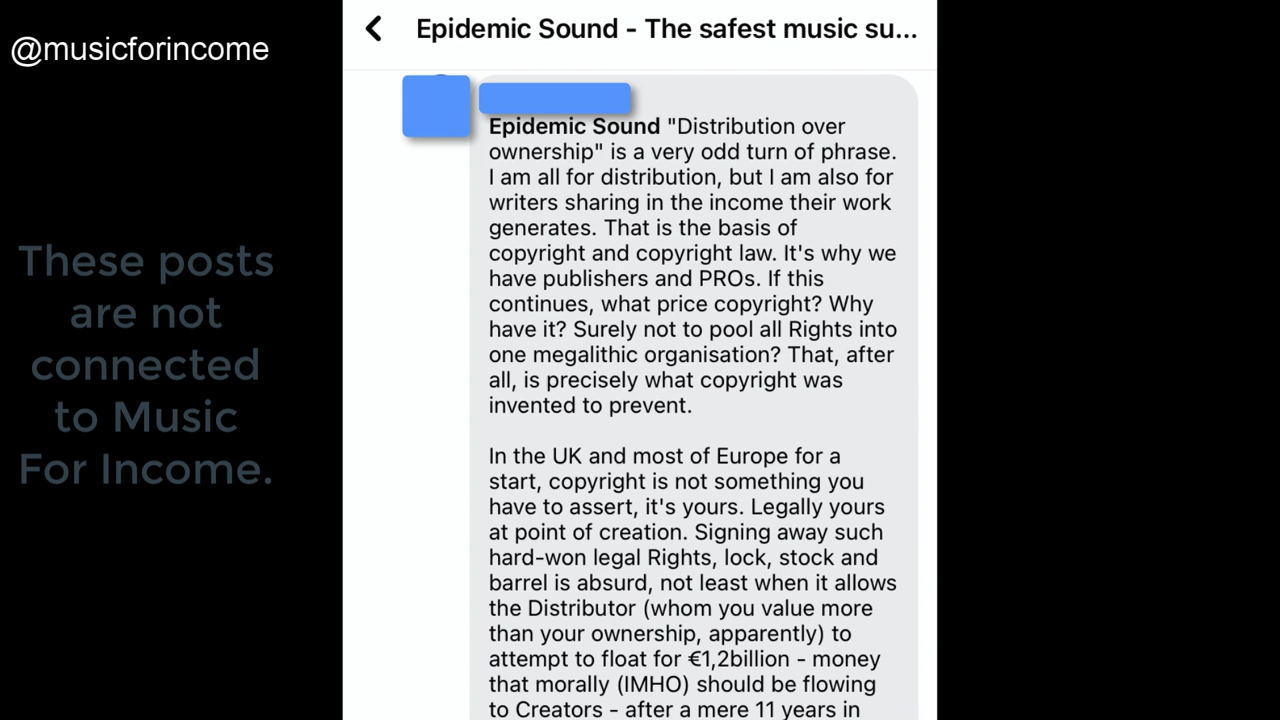 @musicforincome
These posts
are not
connected
to Music
For Income.
Epidemic Sound - The safest music su...
Epidemic Sound "Distribution over
ownership" is a very odd turn of phrase.
I am all for distribution, but I am also for
writers sharing in the income their work
generates. That is the basis of
copyright and copyright law. It's why we
have publishers and PROs. If this
continues, what price copyright? Why
have it? Surely not to pool all Rights into
one megalithic organisation? That, after
all, is precisely what copyright was
invented to prevent.
In the UK and most of Europe for a
start, copyright is not something you
have to assert, it's yours. Legally yours
at point of creation. Signing away such
hard-won legal Rights, lock, stock and
barrel is absurd, not least when it allows
the Distributor (whom you value more
than your ownership, apparently) to
attempt to float for €1,2billion - money
that morally (IMHO) should be flowing
to Creators - after a mere 11 years in